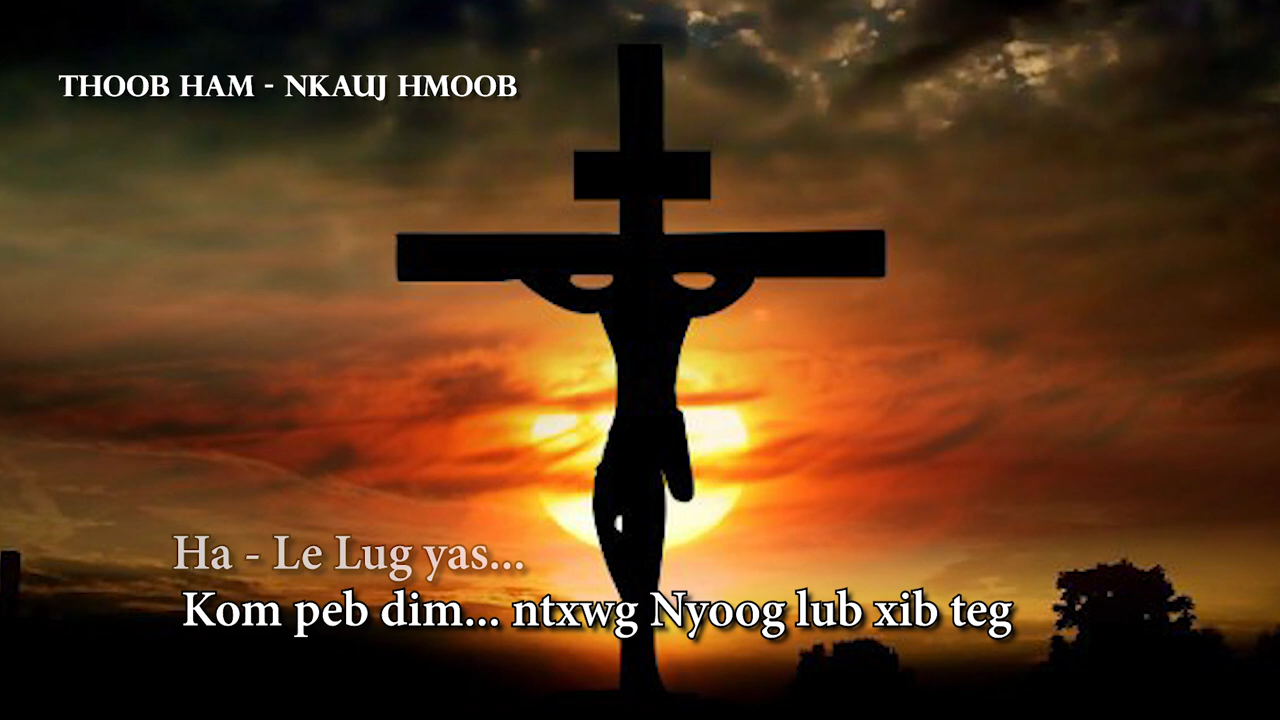 THOOB HAM - NKAUJ HMOOB
Ha - Le Lug yas...
Kom peb dim... ntxwg Nyoog lub xib teg